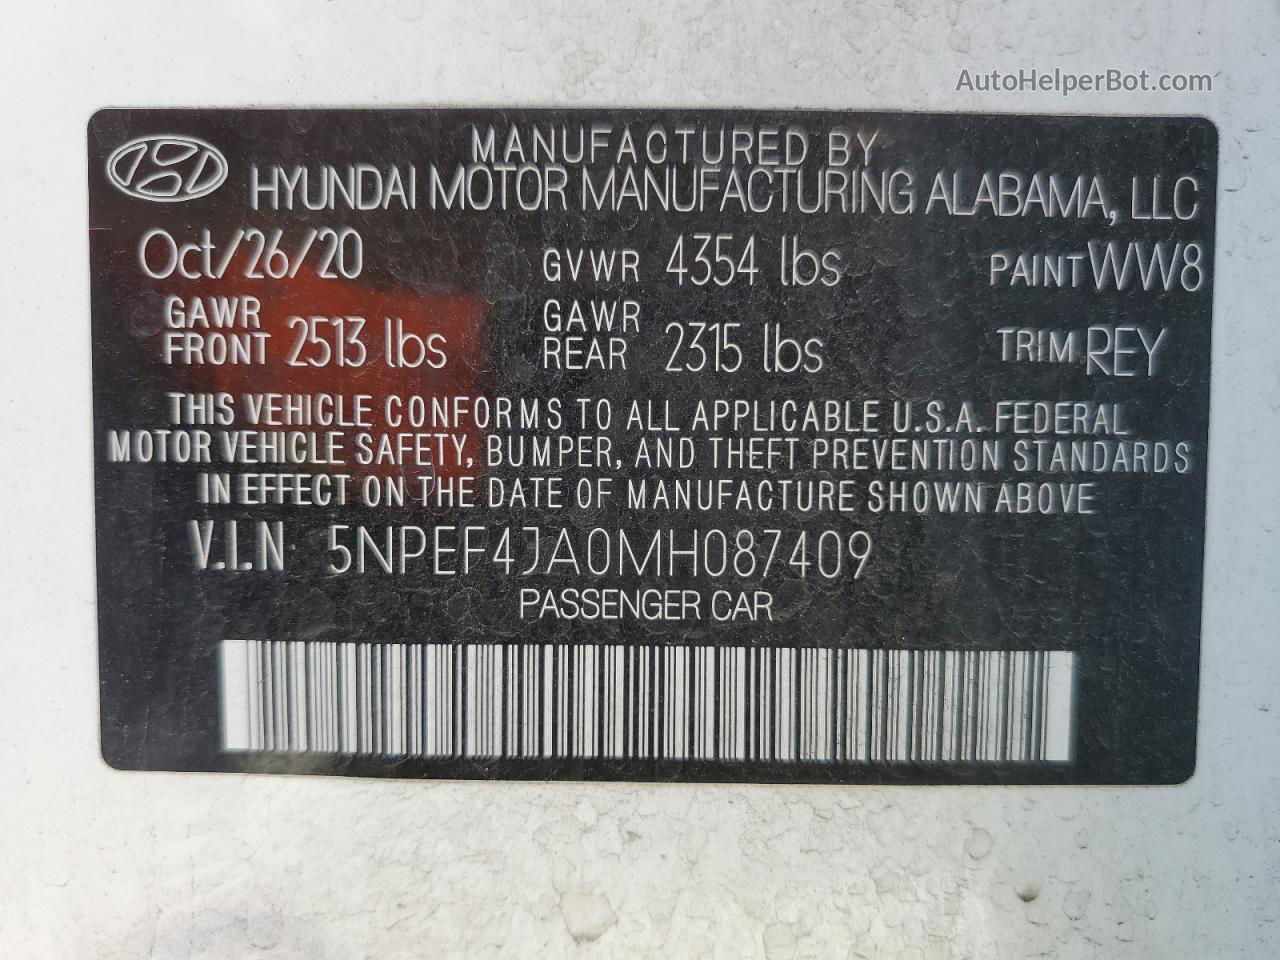 AutoHelperBot.com
MANUFACTURED BY
HYUNDAI MOTOR MANUFACTURING ALABAMA, LLC
Oct/26/20 GVWR 4354 lbs PAINT WW8
GAWR FRONT 2513 lbs GAWR REAR 2315 lbs TRIM REY
THIS VEHICLE CONFORMS TO ALL APPLICABLE U.S.A. FEDERAL
MOTOR VEHICLE SAFETY, BUMPER, AND THEFT PREVENTION STANDARDS
IN EFFECT ON THE DATE OF MANUFACTURE SHOWN ABOVE
V.I.N 5NPEF4JA0MH087409
PASSENGER CAR